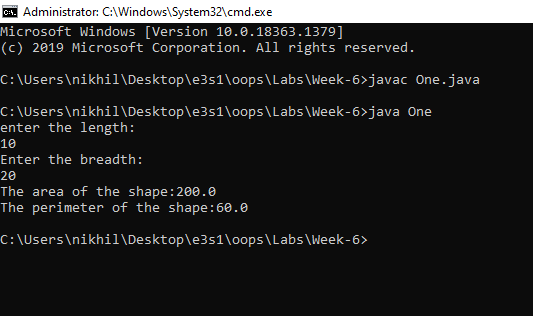 Administrator: C:\Windows\System32\cmd.exe
Microsoft Windows [Version 10.0.18363.1379]
(c) 2019 Microsoft Corporation. All rights reserved.
C:\Users\nikhil\Desktop\e3s1\oops\Labs\Week-6>javac One.java
C:\Users\nikhil\Desktop\e3s1\oops\Labs\Week-6>java One
enter the length:
10
Enter the breadth:
20
The area of the shape:200.0
The perimeter of the shape:60.0
C:\Users\nikhil\Desktop\e3s1\oops\Labs\Week-6>